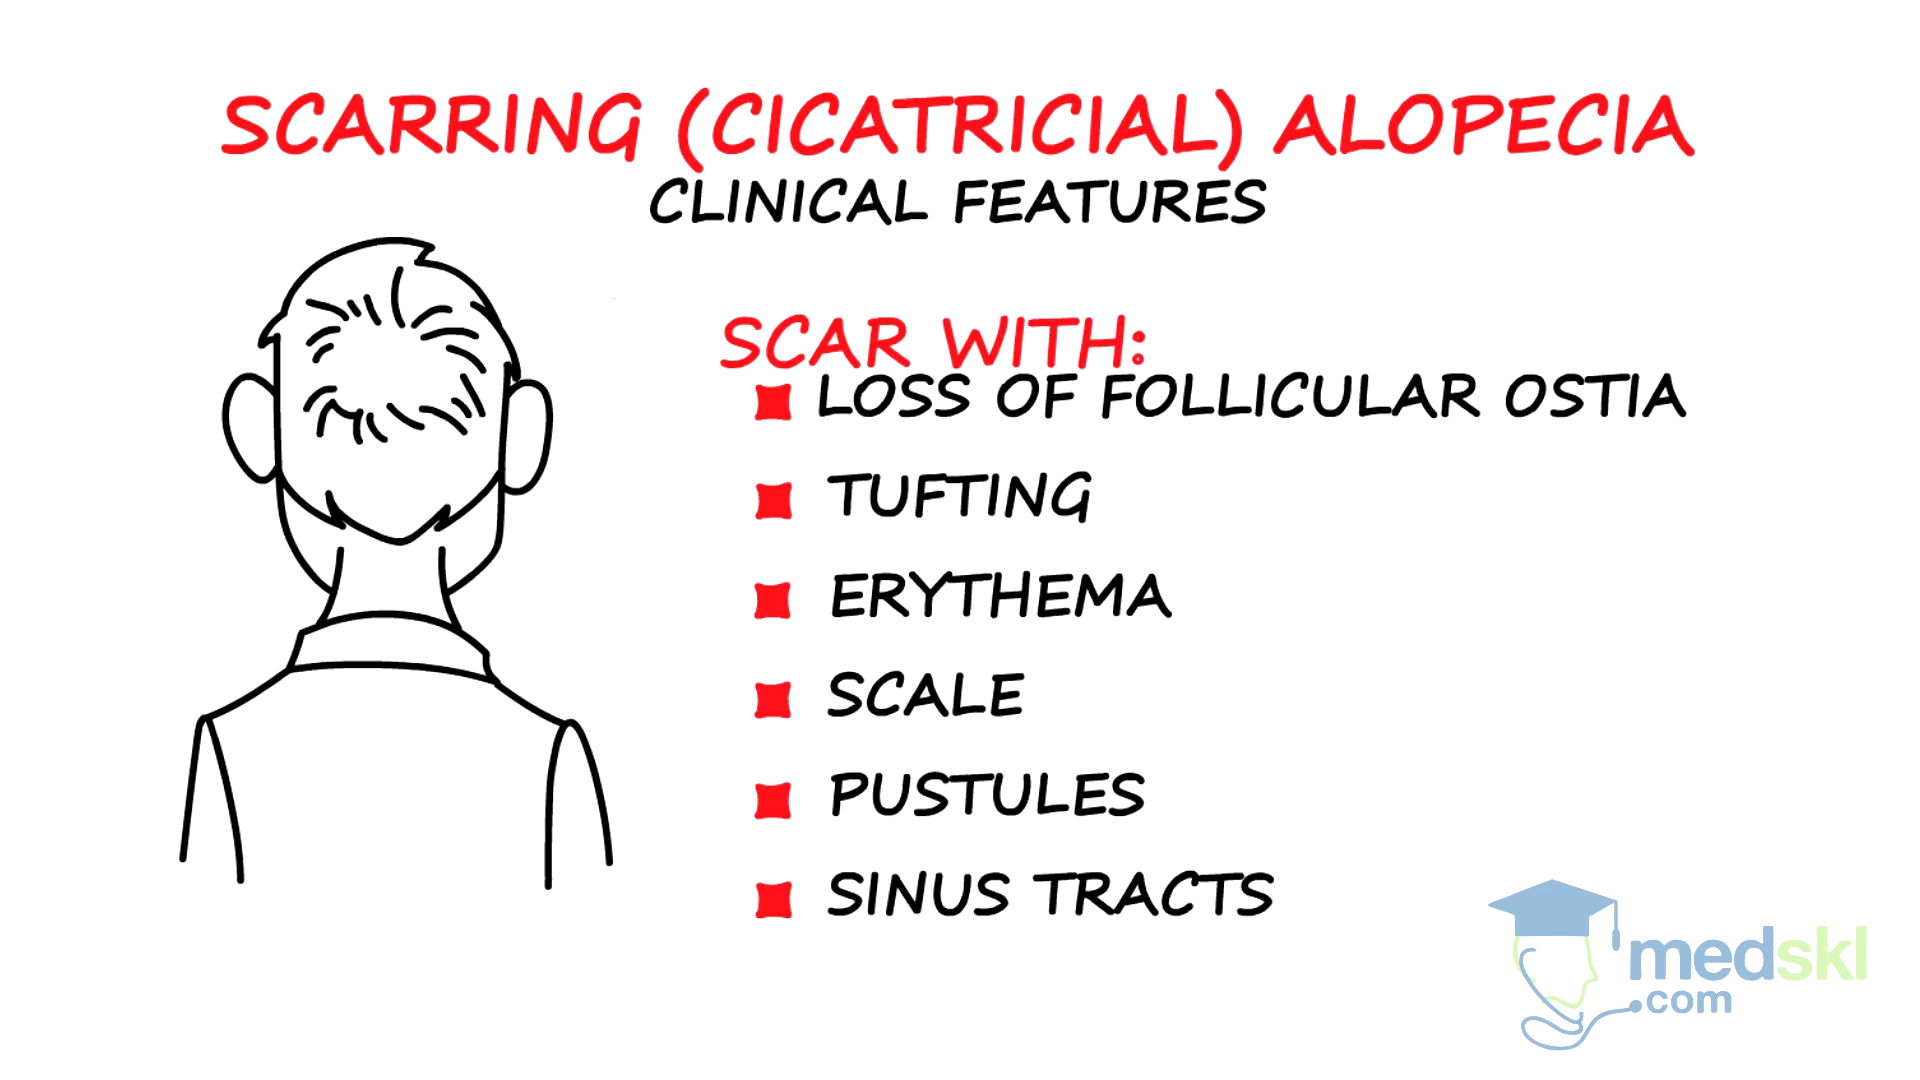 SCARRING (CICATRICIAL) ALOPECIA
CLINICAL FEATURES
SCAR WITH:
LOSS OF FOLLICULAR OSTIA
TUFTING
ERYTHEMA
SCALE
PUSTULES
SINUS TRACTS
medskl
.com